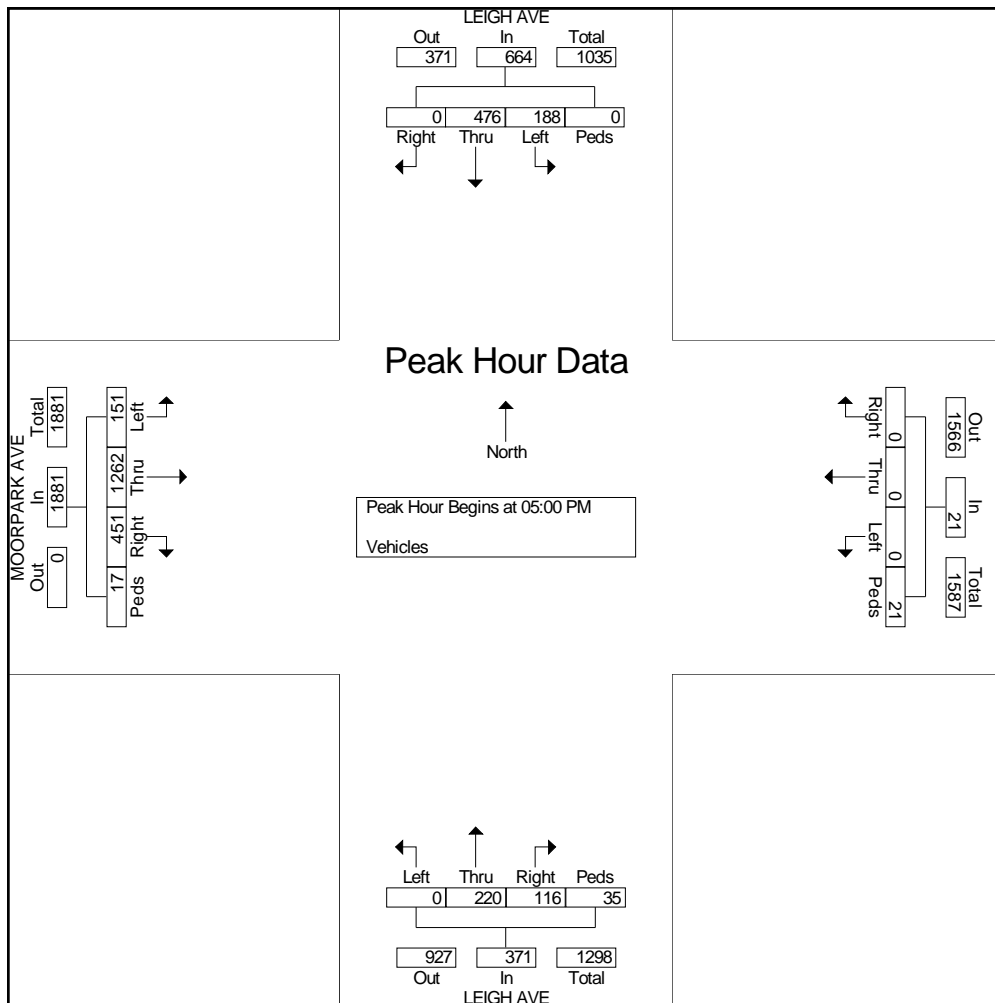 LEIGH AVE
Out In Total
371 664 1035
0 476 188 0
Right Thru Left Peds
Peak Hour Data
North
Peak Hour Begins at 05:00 PM
Vehicles
MOORPARK AVE
Out In Total
0 1881 1881
17 451 1262 151
Peds Right Thru Left
Out In Total
1566 21 1587
Right Thru Left Peds
0 0 0 21
Left Thru Right Peds
0 220 116 35
927 371 1298
Out In Total
LEIGH AVE